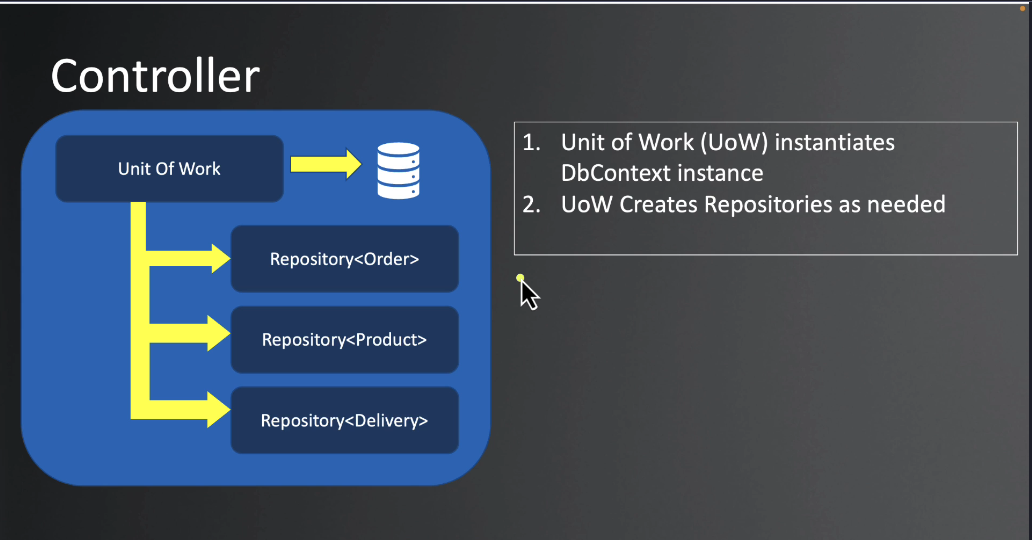 Controller
Unit Of Work
Repository<Order>
Repository<Product>
Repository<Delivery>
1. Unit of Work (UoW) instantiates
DbContext instance
2. UoW Creates Repositories as needed